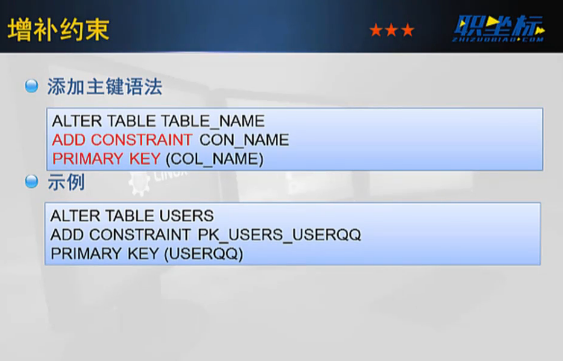 增补约束
★★★
职坐标
ZHIZUOBIAO.COM
添加主键语法
ALTER TABLE TABLE_NAME
ADD CONSTRAINT CON_NAME
PRIMARY KEY (COL_NAME)
示例
ALTER TABLE USERS
ADD CONSTRAINT PK_USERS_USERQQ
PRIMARY KEY (USERQQ)